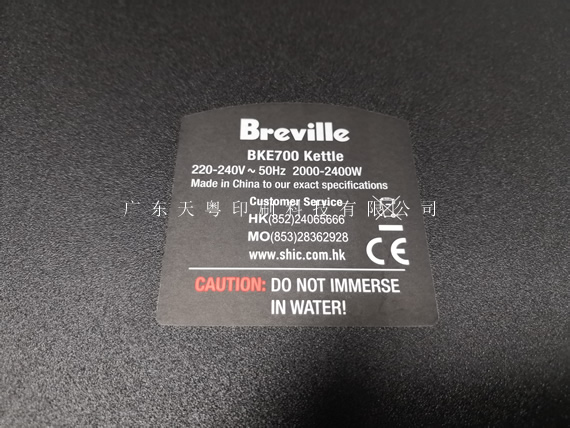 Breville
BKE700 Kettle
220-240V ~ 50Hz 2000-2400W
Made in China to our exact specifications
Customer Service
广东天粤印刷科技有限公司
HK(852)24065666
MO(853)28362928
www.shic.com.hk
CE
CAUTION: DO NOT IMMERSE
IN WATER!